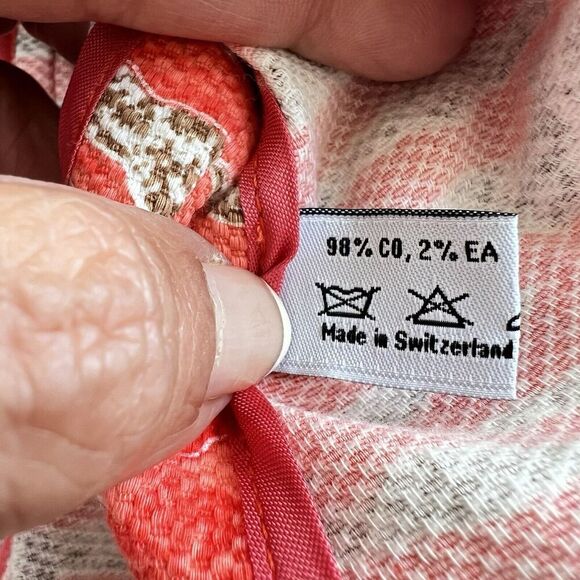 98% CO, 2% EA
Made in Switzerland